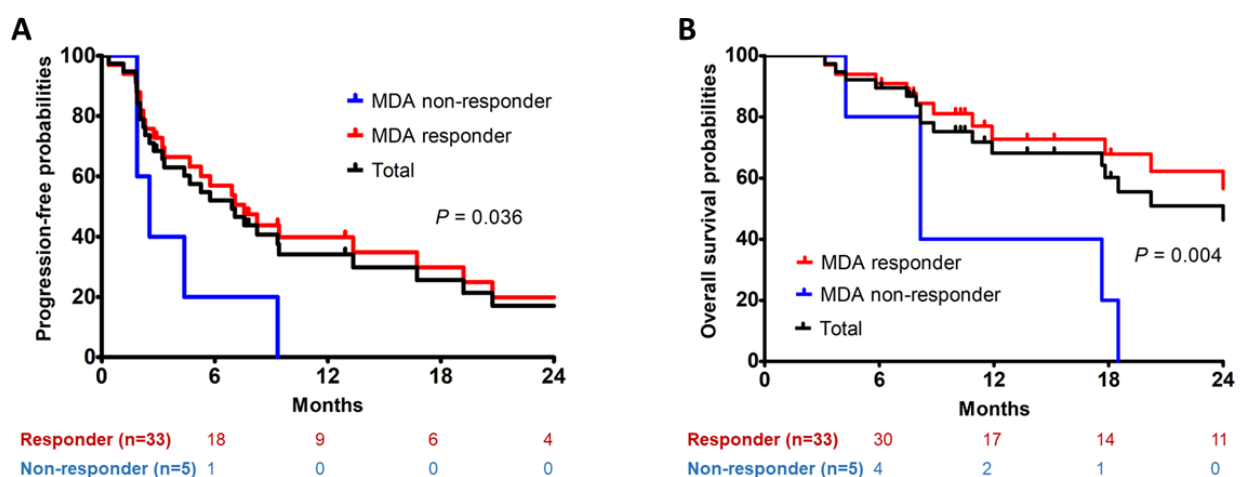 A
Progression-free probabilities
100
80
60
40
20
0
MDA non-responder
MDA responder
Total
P = 0.036
0 6 12 18 24
Months
Responder (n=33) 18 9 6 4
Non-responder (n=5) 1 0 0 0
B
Overall survival probabilities
100
80
60
40
20
0
MDA responder
MDA non-responder
Total
P = 0.004
0 6 12 18 24
Months
Responder (n=33) 30 17 14 11
Non-responder (n=5) 4 2 1 0